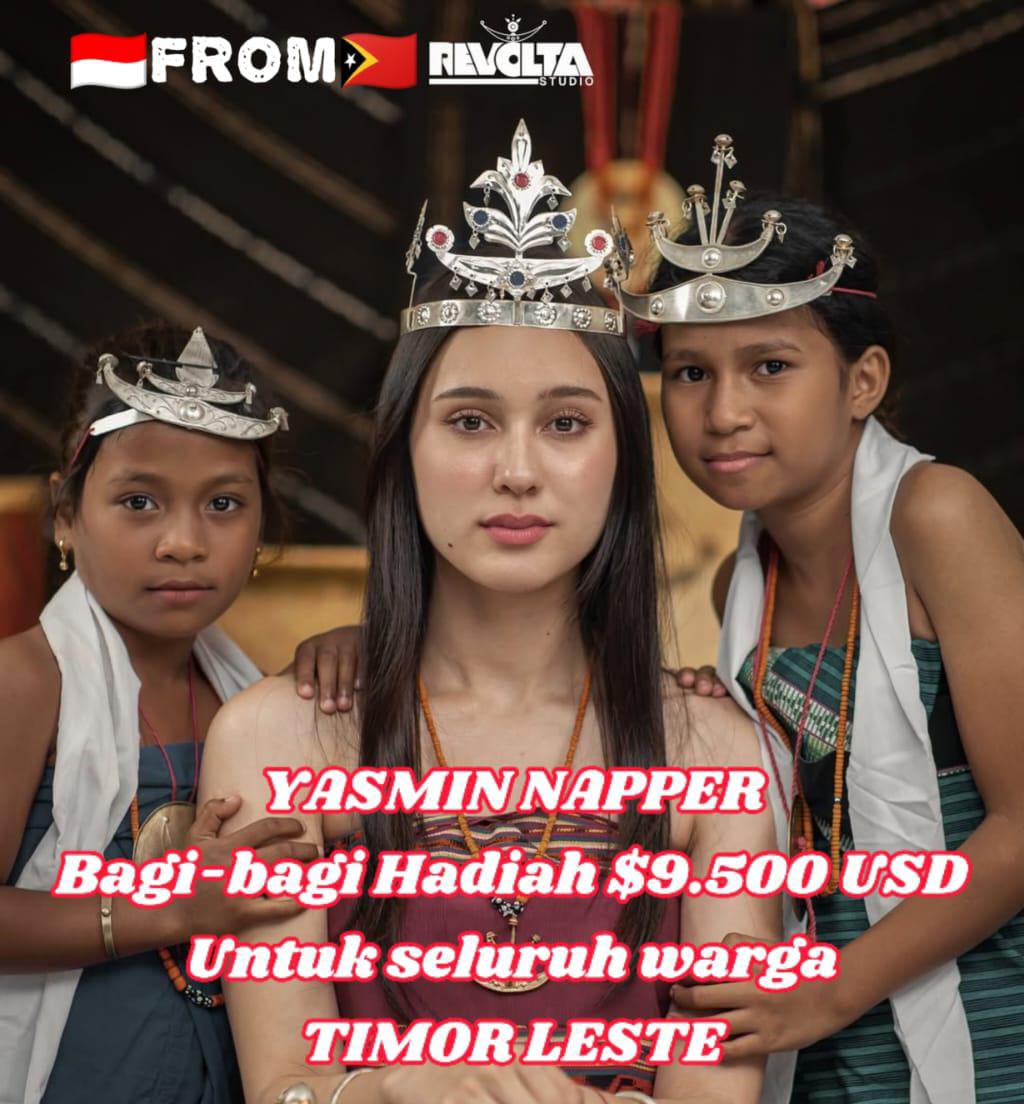 FROM REVOLTA
STUDIO
YASMIN NAPPER
Bagi-bagi Hadiah $9.500 USD
Untuk seluruh warga
TIMOR LESTE